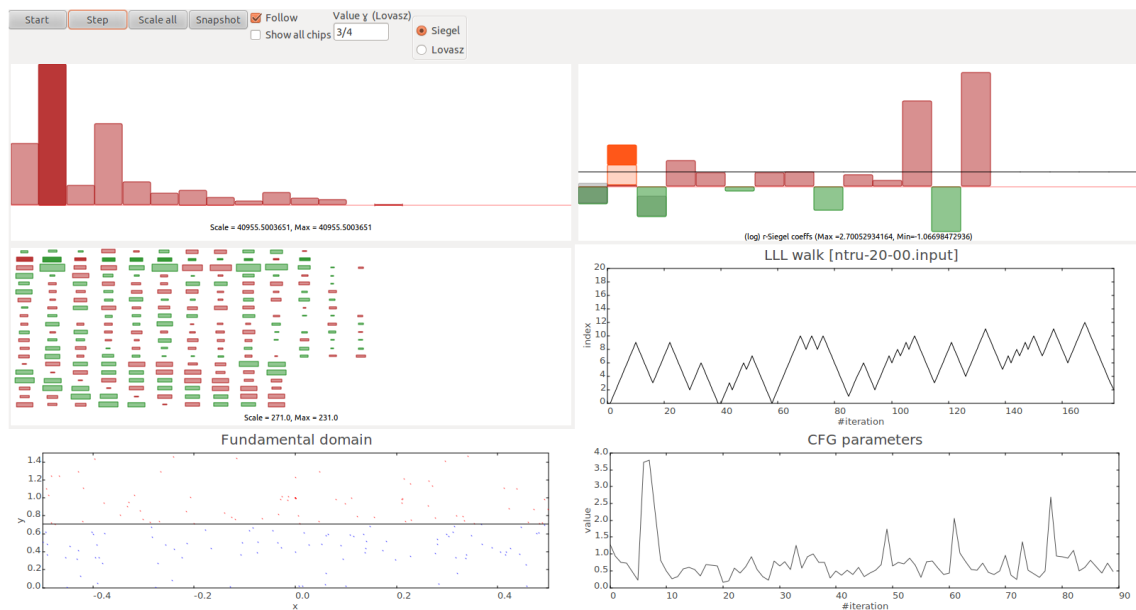 Start Step Scale all Snapshot Follow Value ɣ (Lovasz)
Show all chips 3/4 Siegel
Lovasz
Scale = 40955.5003651, Max = 40955.5003651
(log) r-Siegel coeffs (Max =2.70052934164, Min=-1.06698472936)
Scale = 271.0, Max = 231.0
LLL walk [ntru-20-00.input]
index
20
18
16
14
12
10
8
6
4
2
0
0 20 40 60 80 100 120 140 160
#iteration
Fundamental domain
y
1.4
1.2
1.0
0.8
0.6
0.4
0.2
0.0
-0.4 -0.2 0.0 0.2 0.4
x
CFG parameters
value
4.0
3.5
3.0
2.5
2.0
1.5
1.0
0.5
0.0
0 10 20 30 40 50 60 70 80 90
#iteration